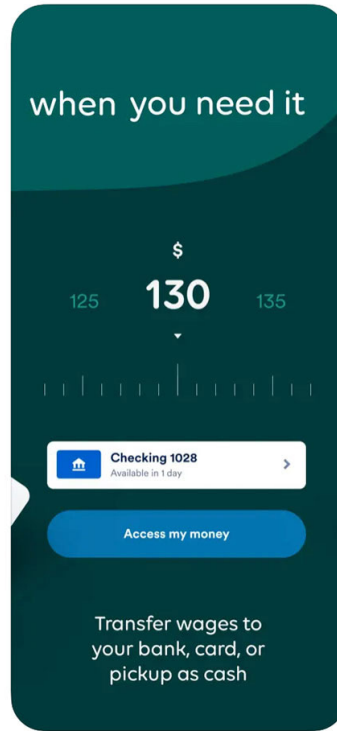 when you need it
$
125 130 135
Checking 1028
Available in 1 day
Access my money
Transfer wages to
your bank, card, or
pickup as cash